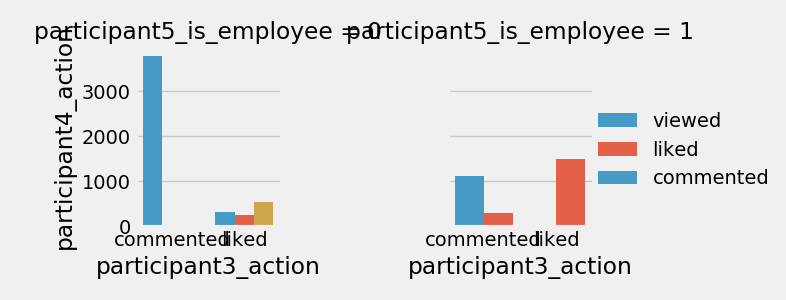 participant5_is_employee = 0
participant5_is_employee = 1
participant4_action
3000
2000
1000
0
commented
liked
commented
liked
participant3_action
participant3_action
viewed
liked
commented